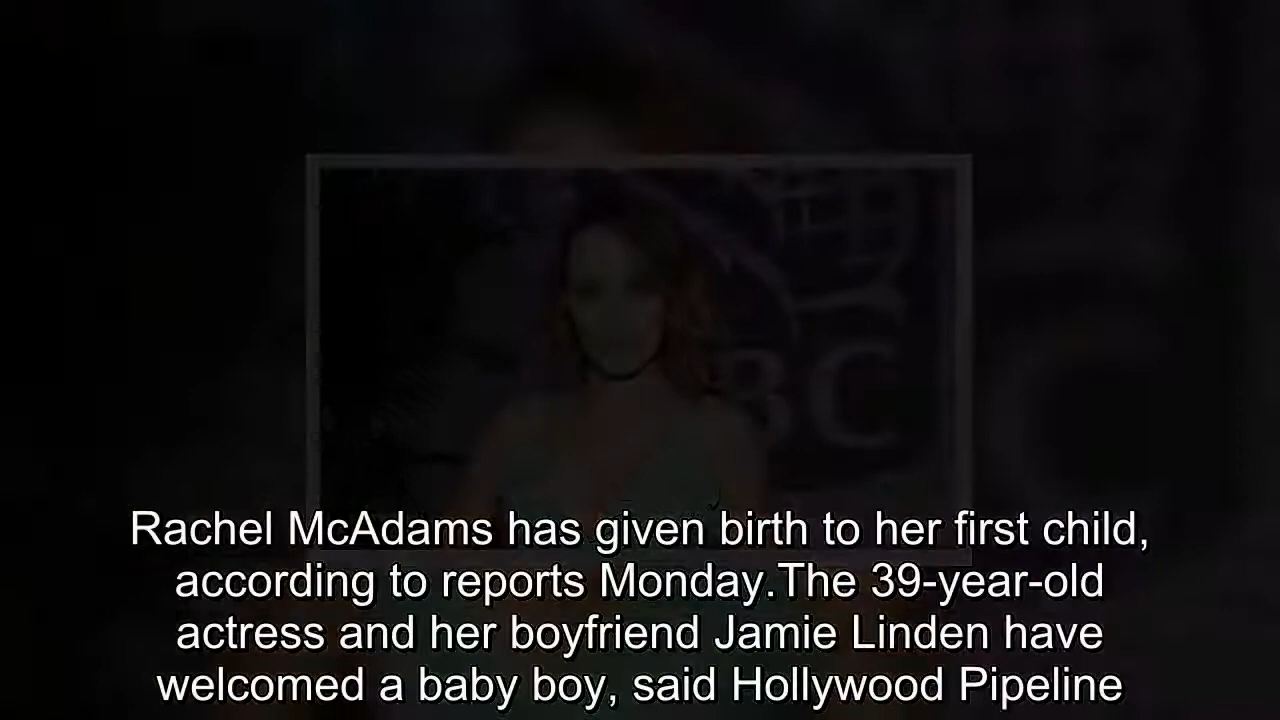 BC
Rachel McAdams has given birth to her first child,
according to reports Monday.The 39-year-old
actress and her boyfriend Jamie Linden have
welcomed a baby boy, said Hollywood Pipeline